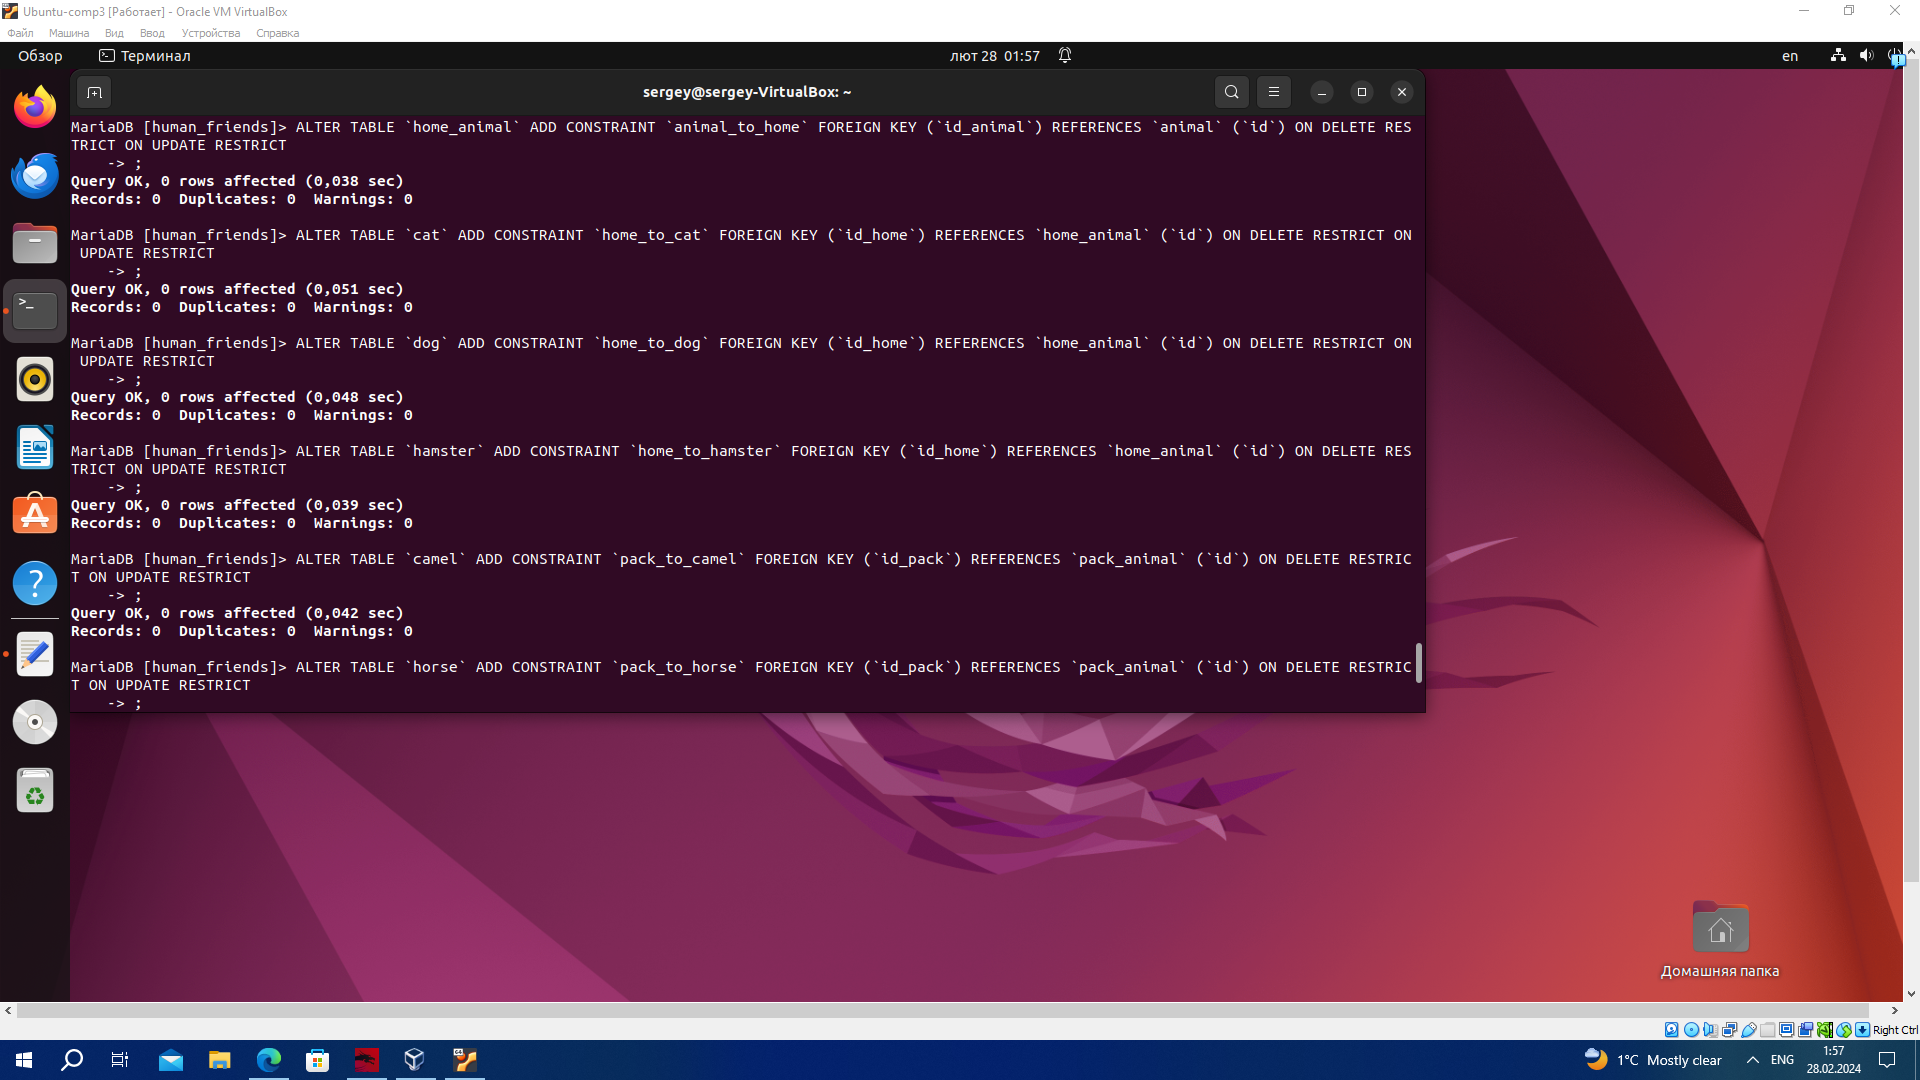 Ubuntu-comp3 [Работает] - Oracle VM VirtualBox
Файл Машина Вид Ввод Устройства Справка
Обзор Терминал лют 28 01:57 en
sergey@sergey-VirtualBox: ~
MariaDB [human_friends]> ALTER TABLE `home_animal` ADD CONSTRAINT `animal_to_home` FOREIGN KEY (`id_animal`) REFERENCES `animal` (`id`) ON DELETE RES
TRICT ON UPDATE RESTRICT
    -> ;
Query OK, 0 rows affected (0,038 sec)
Records: 0  Duplicates: 0  Warnings: 0
MariaDB [human_friends]> ALTER TABLE `cat` ADD CONSTRAINT `home_to_cat` FOREIGN KEY (`id_home`) REFERENCES `home_animal` (`id`) ON DELETE RESTRICT ON
 UPDATE RESTRICT
    -> ;
Query OK, 0 rows affected (0,051 sec)
Records: 0  Duplicates: 0  Warnings: 0
MariaDB [human_friends]> ALTER TABLE `dog` ADD CONSTRAINT `home_to_dog` FOREIGN KEY (`id_home`) REFERENCES `home_animal` (`id`) ON DELETE RESTRICT ON
 UPDATE RESTRICT
    -> ;
Query OK, 0 rows affected (0,048 sec)
Records: 0  Duplicates: 0  Warnings: 0
MariaDB [human_friends]> ALTER TABLE `hamster` ADD CONSTRAINT `home_to_hamster` FOREIGN KEY (`id_home`) REFERENCES `home_animal` (`id`) ON DELETE RES
TRICT ON UPDATE RESTRICT
    -> ;
Query OK, 0 rows affected (0,039 sec)
Records: 0  Duplicates: 0  Warnings: 0
MariaDB [human_friends]> ALTER TABLE `camel` ADD CONSTRAINT `pack_to_camel` FOREIGN KEY (`id_pack`) REFERENCES `pack_animal` (`id`) ON DELETE RESTRIC
T ON UPDATE RESTRICT
    -> ;
Query OK, 0 rows affected (0,042 sec)
Records: 0  Duplicates: 0  Warnings: 0
MariaDB [human_friends]> ALTER TABLE `horse` ADD CONSTRAINT `pack_to_horse` FOREIGN KEY (`id_pack`) REFERENCES `pack_animal` (`id`) ON DELETE RESTRIC
T ON UPDATE RESTRICT
    -> ;
Домашняя папка
Right Ctrl
1°C Mostly clear ENG 1:57
28.02.2024